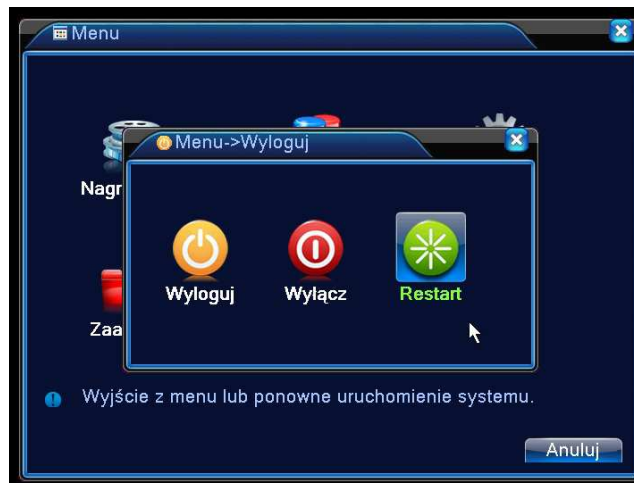 Menu
Menu->Wyloguj
Nagr
Wyloguj
Wyłącz
Restart
Zaa
Wyjście z menu lub ponowne uruchomienie systemu.
Anuluj